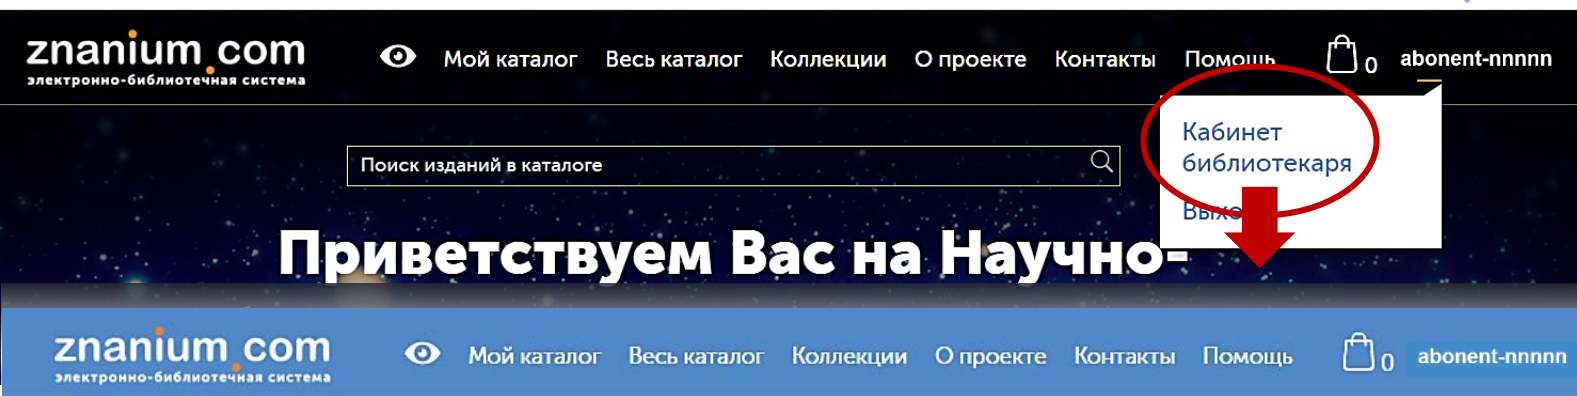 znanium.com
электронно-библиотечная система
Мой каталог Весь каталог Коллекции О проекте Контакты Помощь 0 abonent-nnnnn
Поиск изданий в каталоге
Кабинет
библиотекаря
Приветствуем Вас на Научно-
znanium.com
электронно-библиотечная система
Мой каталог Весь каталог Коллекции О проекте Контакты Помощь 0 abonent-nnnnn